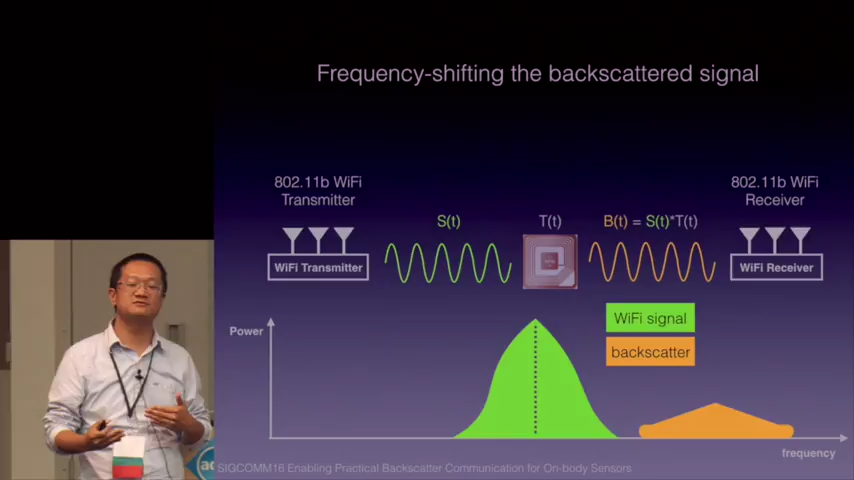 Frequency-shifting the backscattered signal
802.11b WiFi
Transmitter
802.11b WiFi
Receiver
S(t)
T(t)
B(t) = S(t)*T(t)
WiFi Transmitter
WiFi Receiver
WiFi signal
Power
backscatter
frequency
SIGCOMM16 Enabling Practical Backscatter Communication for On-body Sensors